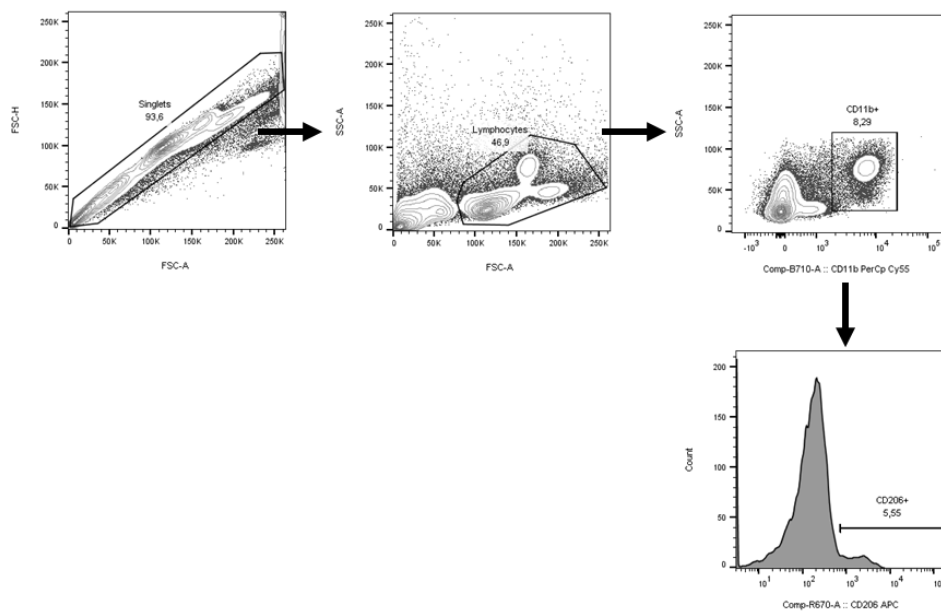 250K
200K
150K
100K
50K
0
FSC-H
Singlets
93,6
0 50K 100K 150K 200K 250K
FSC-A
250K
200K
150K
100K
50K
0
SSC-A
Lymphocytes
46,9
0 50K 100K 150K 200K 250K
FSC-A
250K
200K
150K
100K
50K
0
SSC-A
CD11b+
8,29
-10³ 0 10³ 10⁴ 10⁵
Comp-B710-A :: CD11b PerCp Cy55
200
150
100
50
0
Count
CD206+
5,55
10¹ 10² 10³ 10⁴ 10
Comp-R670-A :: CD206 APC